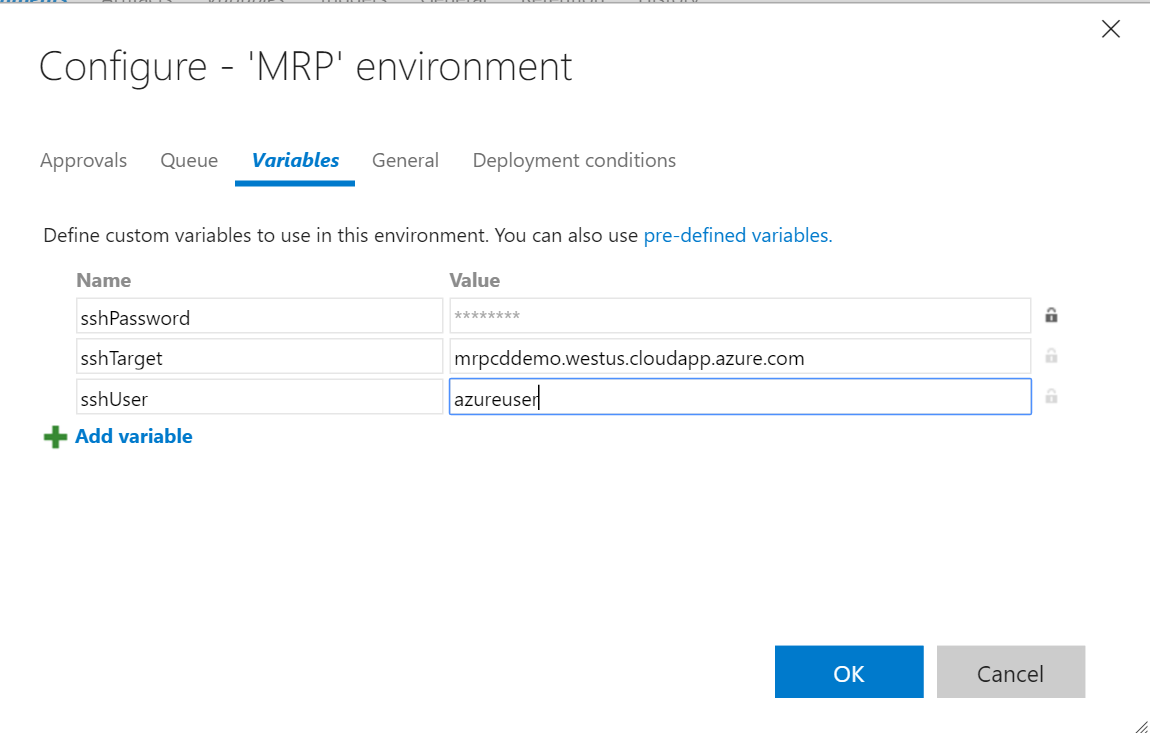 Configure - 'MRP' environment
Approvals Queue Variables General Deployment conditions
Define custom variables to use in this environment. You can also use pre-defined variables.
Name Value
sshPassword ********
sshTarget mrpcddemo.westus.cloudapp.azure.com
sshUser azureuser
Add variable
OK Cancel